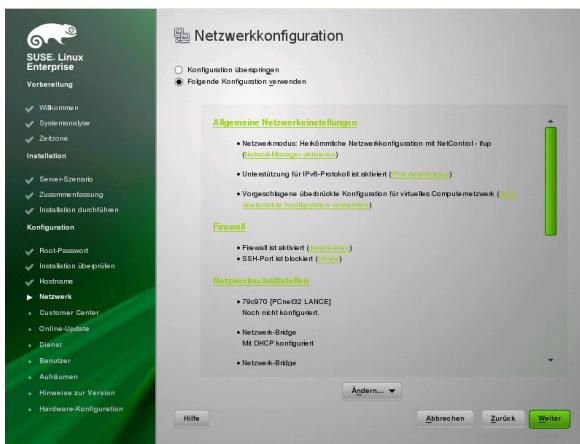 SUSE. Linux
Enterprise
Vorbereitung
Willkommen
Systemanalyse
Zeitzone
Installation
Server-Szenario
Zusammenfassung
Installation durchführen
Konfiguration
Root-Passwort
Installation überprüfen
Hostname
Netzwerk
Customer Center
Online-Update
Dienst
Benutzer
Aufräumen
Hinweise zur Version
Hardware-Konfiguration
Netzwerkkonfiguration
Konfiguration überspringen
Folgende Konfiguration verwenden
Allgemeine Netzwerkeinstellungen
• Netzwerkmodus: Herkömmliche Netzwerkkonfiguration mit NetControl - ifup
(NetworkManager aktivieren)
• Unterstützung für IPv6-Protokoll ist aktiviert (IPv6 deaktivieren)
• Vorgeschlagene überbrückte Konfiguration für virtuelles Computernetzwerk (nicht
überbrückte Konfiguration verwenden)
Firewall
• Firewall ist aktiviert (deaktivieren)
• SSH-Port ist blockiert (öffnen)
Netzwerkschnittstellen
• 79c970 [PCnet32 LANCE]
Noch nicht konfiguriert.
• Netzwerk-Bridge
Mit DHCP konfiguriert
• Netzwerk-Bridge
Ändern...
Hilfe
Abbrechen
Zurück
Weiter